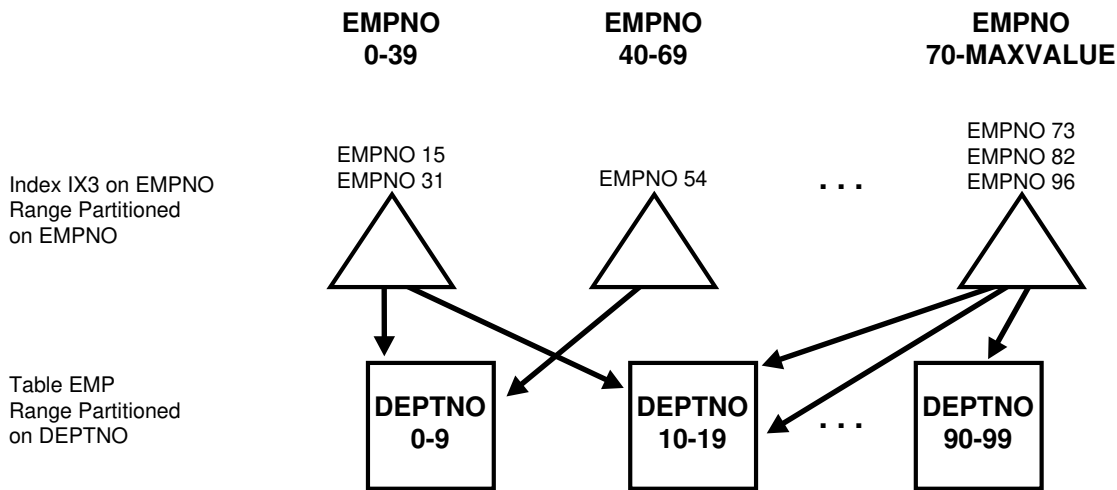 EMPNO
0-39
EMPNO
40-69
EMPNO
70-MAXVALUE
Index IX3 on EMPNO
Range Partitioned
on EMPNO
EMPNO 15
EMPNO 31
EMPNO 54
. . .
EMPNO 73
EMPNO 82
EMPNO 96
Table EMP
Range Partitioned
on DEPTNO
DEPTNO
0-9
DEPTNO
10-19
. . .
DEPTNO
90-99